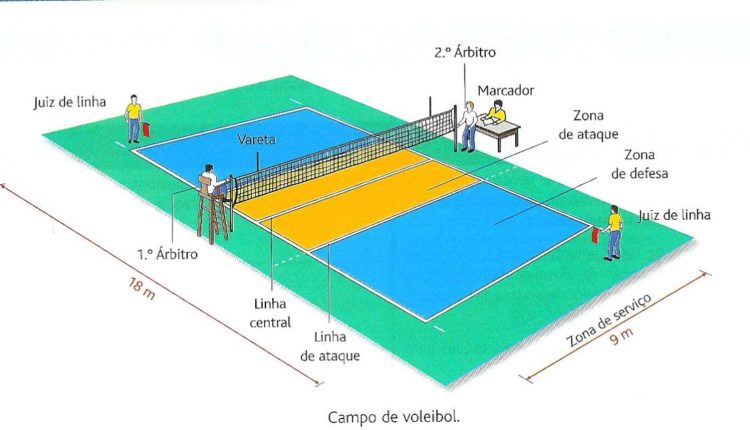 2.º Árbitro
Juiz de linha
Marcador
Zona
de ataque
Vareta
Zona
de defesa
Juiz de linha
1.º Árbitro
18 m
Linha
central
Linha
de ataque
Zona de serviço
9 m
Campo de voleibol.